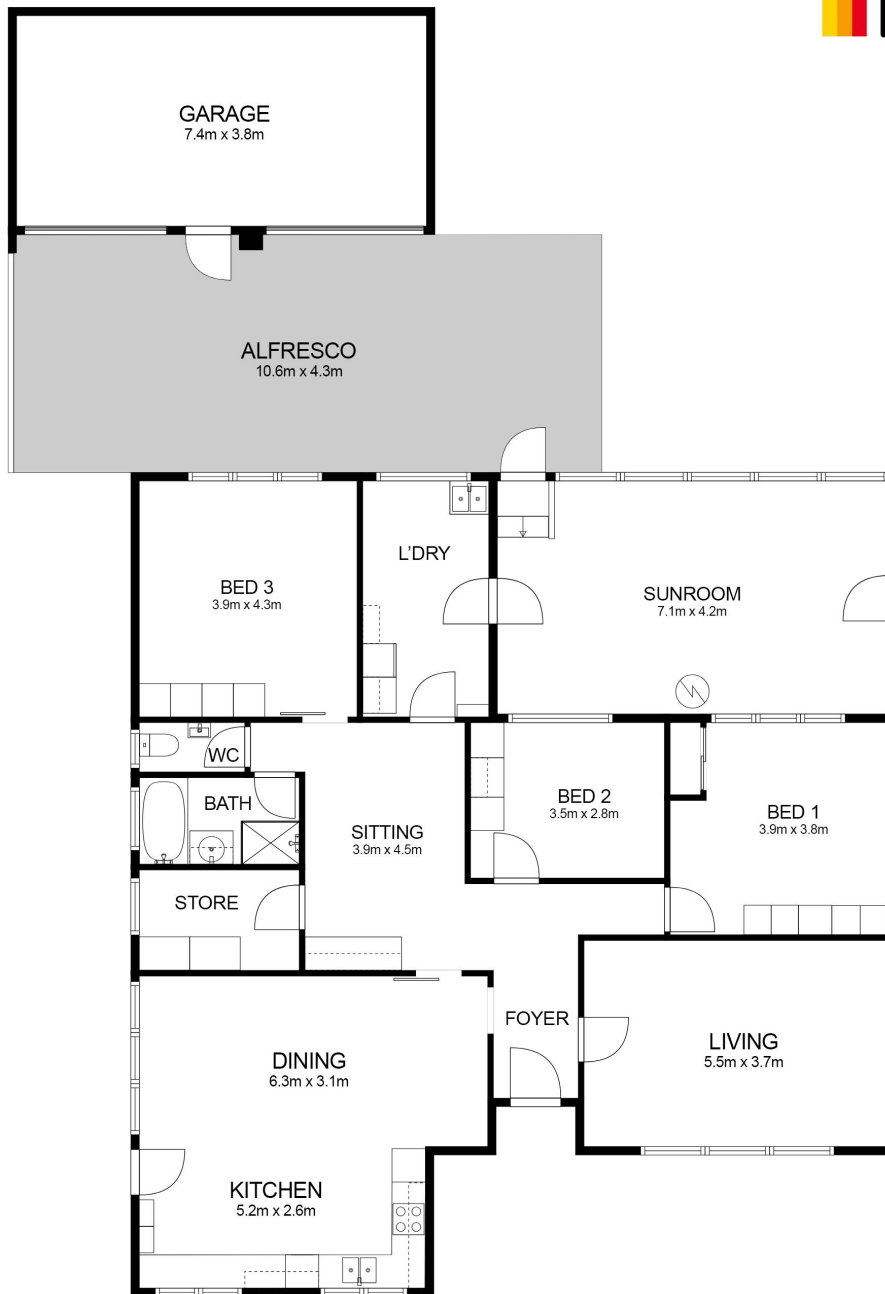 GARAGE
7.4m x 3.8m
ALFRESCO
10.6m x 4.3m
BED 3
3.9m x 4.3m
L'DRY
SUNROOM
7.1m x 4.2m
WC
BATH
SITTING
3.9m x 4.5m
BED 2
3.5m x 2.8m
BED 1
3.9m x 3.8m
STORE
FOYER
LIVING
5.5m x 3.7m
DINING
6.3m x 3.1m
KITCHEN
5.2m x 2.6m